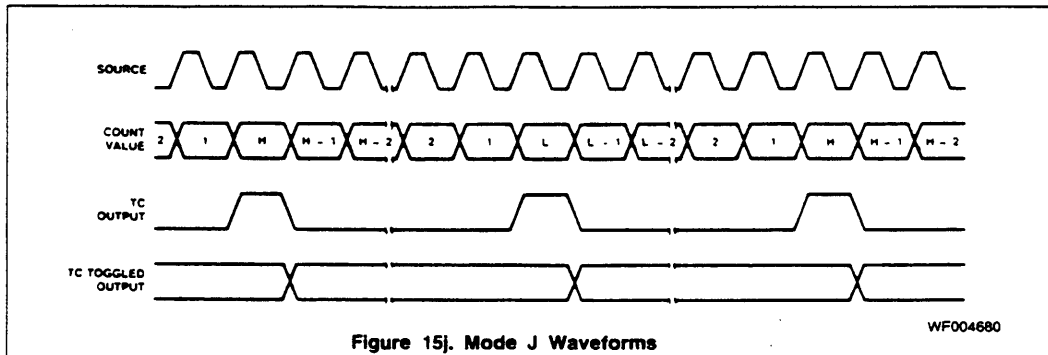 SOURCE
COUNT
VALUE
2 1 H H - 1 H - 2 2 1 L L - 1 L - 2 2 1 H H - 1 H - 2
TC
OUTPUT
TC TOGGLED
OUTPUT
WF004680
Figure 15j. Mode J Waveforms